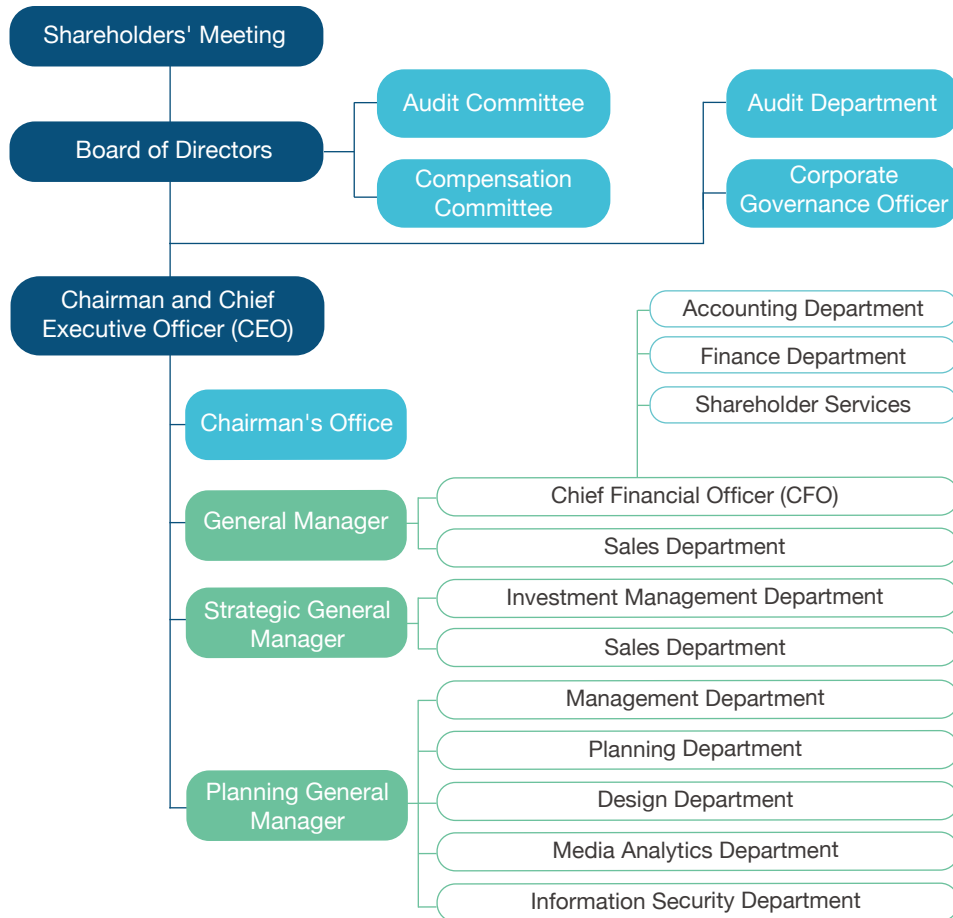 Shareholders' Meeting
Audit Committee
Audit Department
Board of Directors
Compensation
Committee
Corporate
Governance Officer
Chairman and Chief
Executive Officer (CEO)
Accounting Department
Finance Department
Shareholder Services
Chairman's Office
General Manager
Chief Financial Officer (CFO)
Sales Department
Strategic General
Manager
Investment Management Department
Sales Department
Planning General
Manager
Management Department
Planning Department
Design Department
Media Analytics Department
Information Security Department